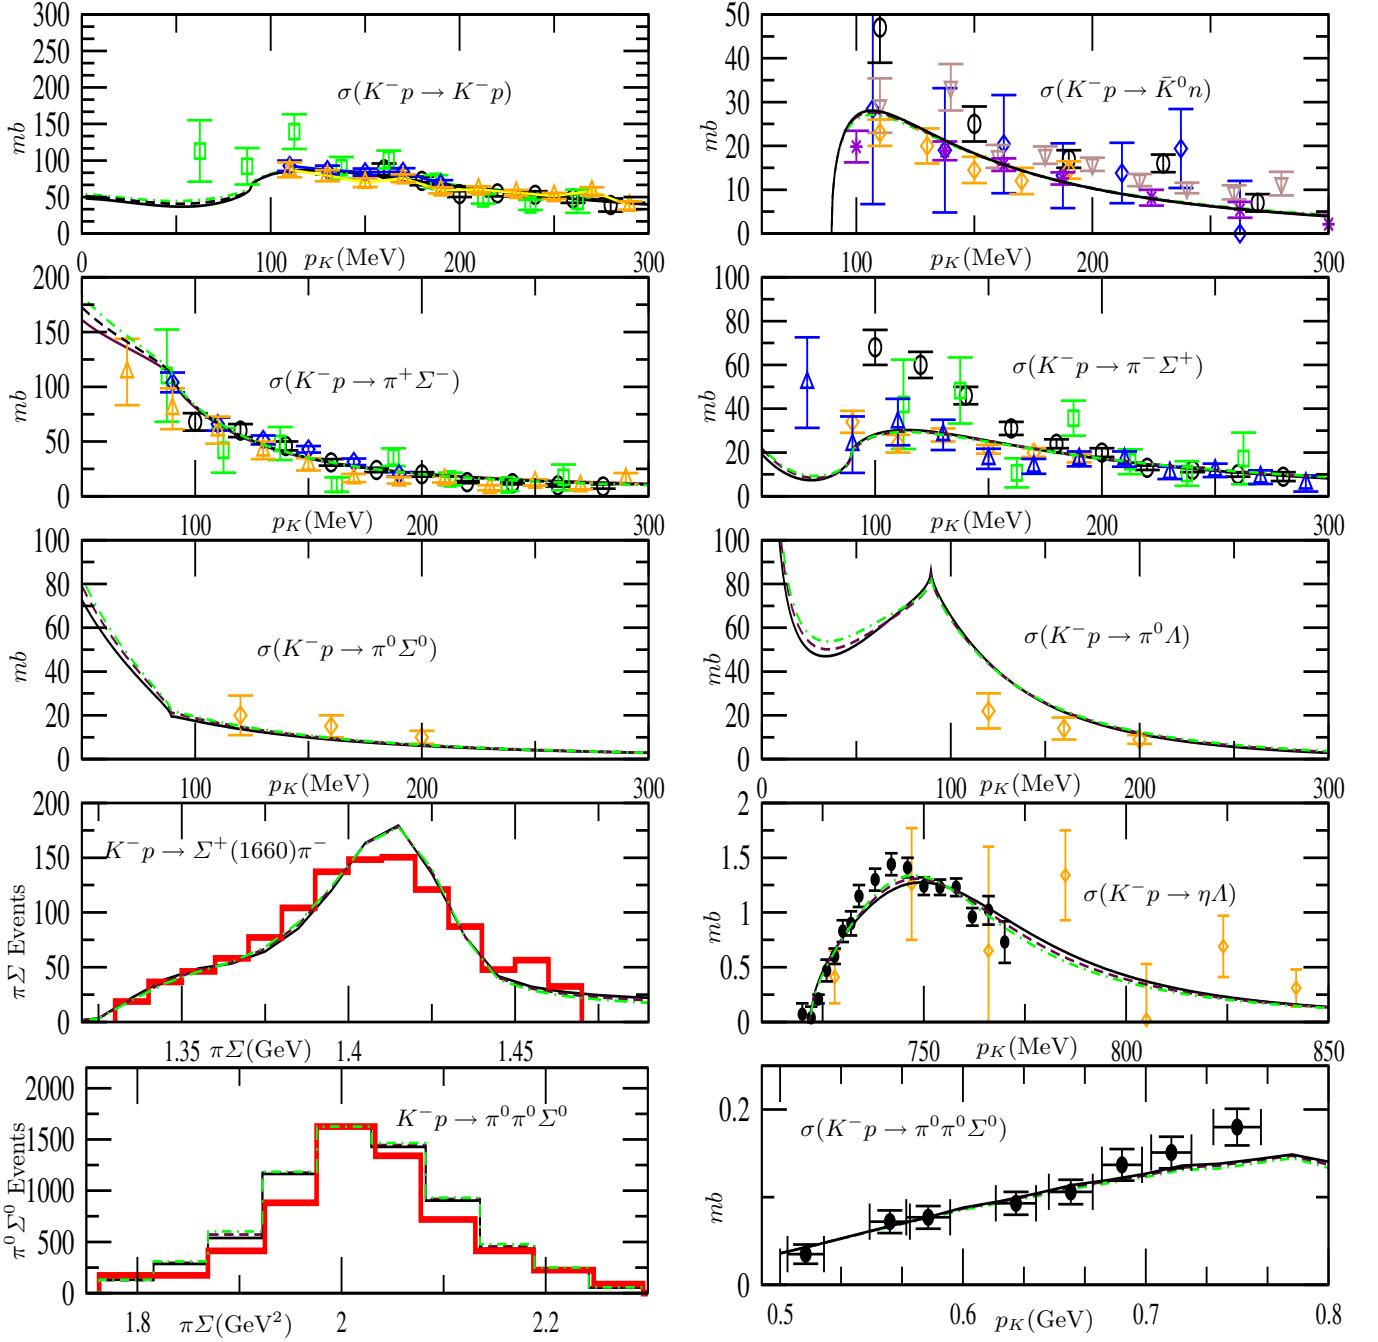 300
250
200
150
100
50
0
mb
σ(K⁻p → K⁻p)
0 100 200 300
p_K(MeV)
50
40
30
20
10
0
mb
σ(K⁻p → K̄⁰n)
100 200 300
p_K(MeV)
200
150
100
50
0
mb
σ(K⁻p → π⁺Σ⁻)
100 200 300
p_K(MeV)
100
80
60
40
20
0
mb
σ(K⁻p → π⁻Σ⁺)
100 200 300
p_K(MeV)
100
80
60
40
20
0
mb
σ(K⁻p → π⁰Σ⁰)
100 200 300
p_K(MeV)
100
80
60
40
20
0
mb
σ(K⁻p → π⁰Λ)
0 100 200 300
p_K(MeV)
200
150
100
50
0
πΣ Events
K⁻p → Σ⁺(1660)π⁻
1.35 1.4 1.45
πΣ(GeV)
2
1.5
1
0.5
0
mb
σ(K⁻p → ηΛ)
750 800 850
p_K(MeV)
2000
1500
1000
500
0
π⁰Σ⁰ Events
K⁻p → π⁰π⁰Σ⁰
1.8 2 2.2
πΣ(GeV²)
0.2
0
mb
σ(K⁻p → π⁰π⁰Σ⁰)
0.5 0.6 0.7 0.8
p_K(GeV)